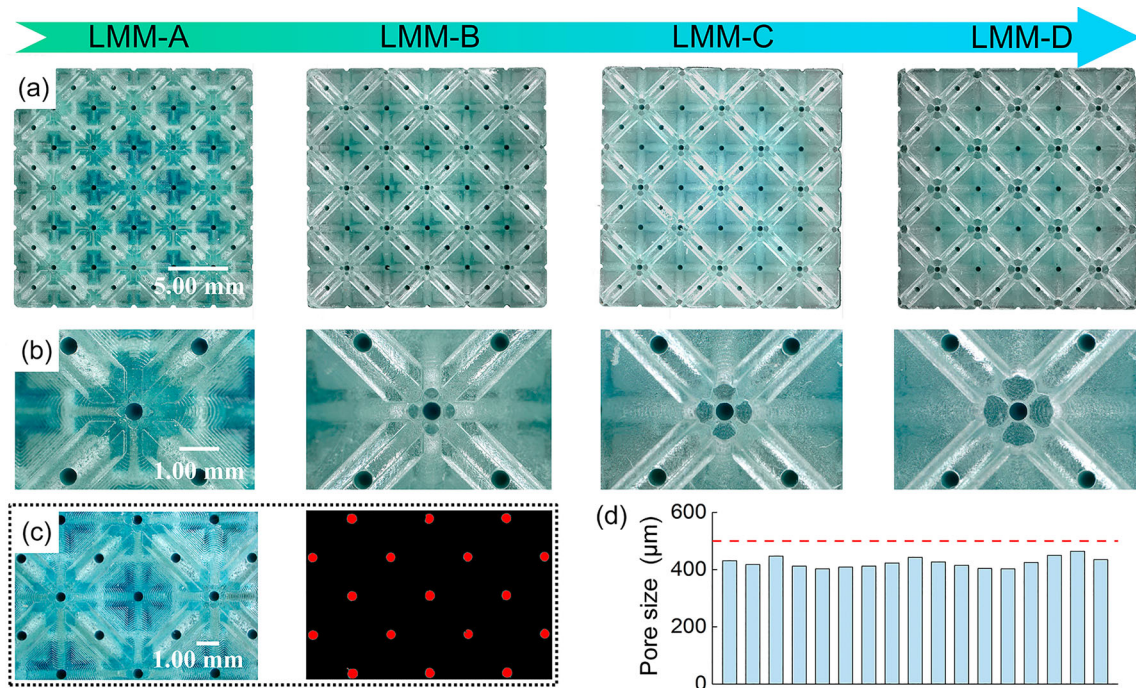 LMM-A LMM-B LMM-C LMM-D
(a)
5.00 mm
(b)
1.00 mm
(c)
1.00 mm
(d)
600
400
200
0
Pore size (μm)